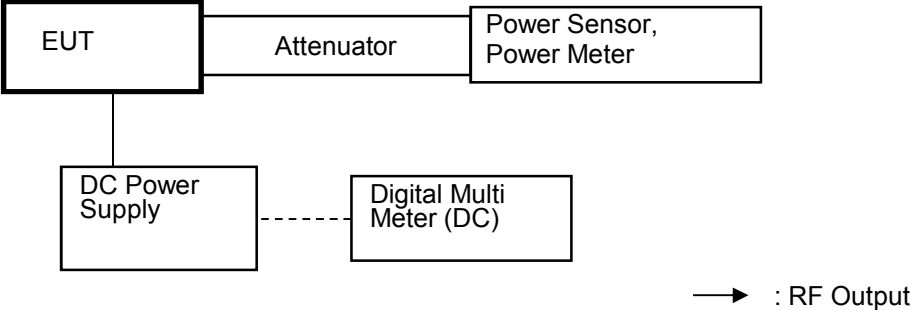 EUT
Attenuator
Power Sensor,
Power Meter
DC Power
Supply
Digital Multi
Meter (DC)
: RF Output